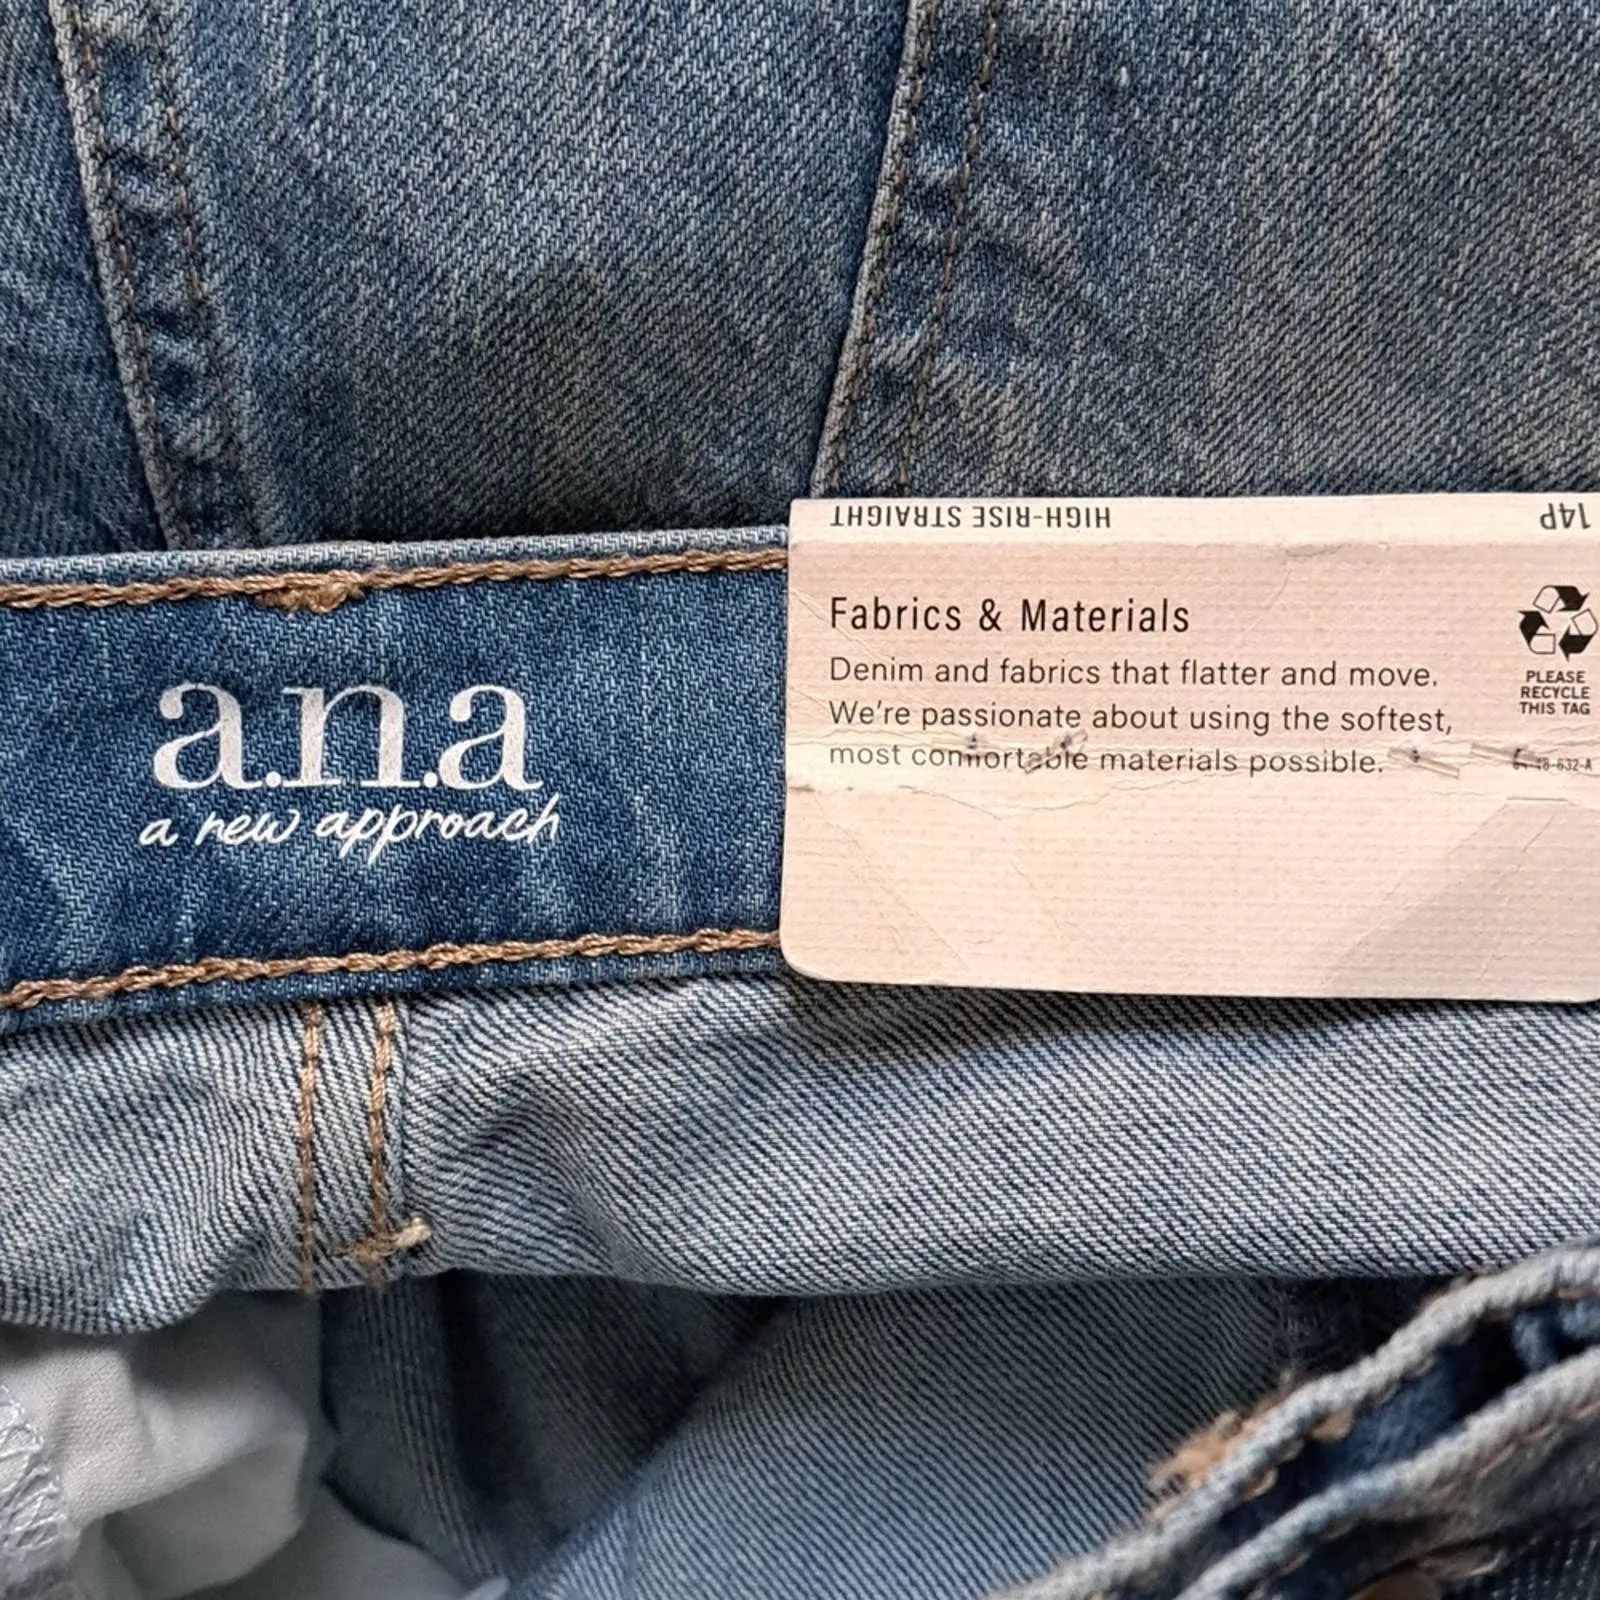 HIGH-RISE STRAIGHT
14P
Fabrics & Materials
Denim and fabrics that flatter and move.
We're passionate about using the softest,
most comfortable materials possible.
PLEASE
RECYCLE
THIS TAG
a.n.a
a new approach